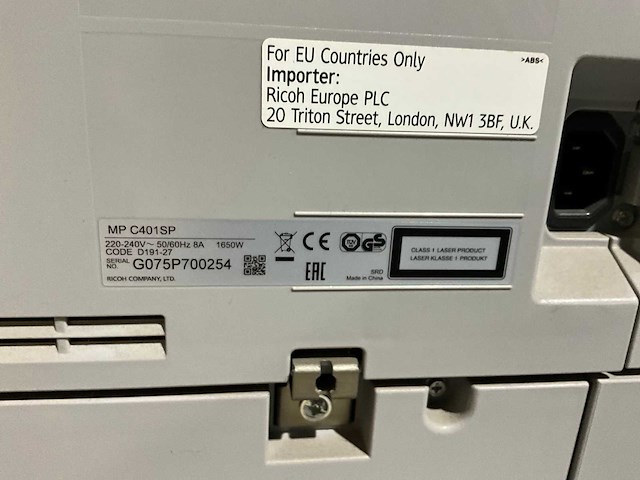 For EU Countries Only
>ABS<
Importer:
Ricoh Europe PLC
20 Triton Street, London, NW1 3BF, U.K.
MP C401SP
220-240V～ 50/60Hz 8A 1650W
CODE D191-27
SERIAL NO. G075P700254
RICOH COMPANY, LTD.
CE
GS
EAC
SRD
Made in China
CLASS 1 LASER PRODUCT
LASER KLASSE 1 PRODUKT